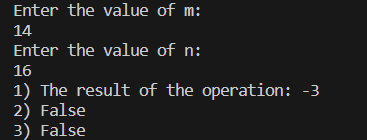 Enter the value of m:
14
Enter the value of n:
16
1) The result of the operation: -3
2) False
3) False